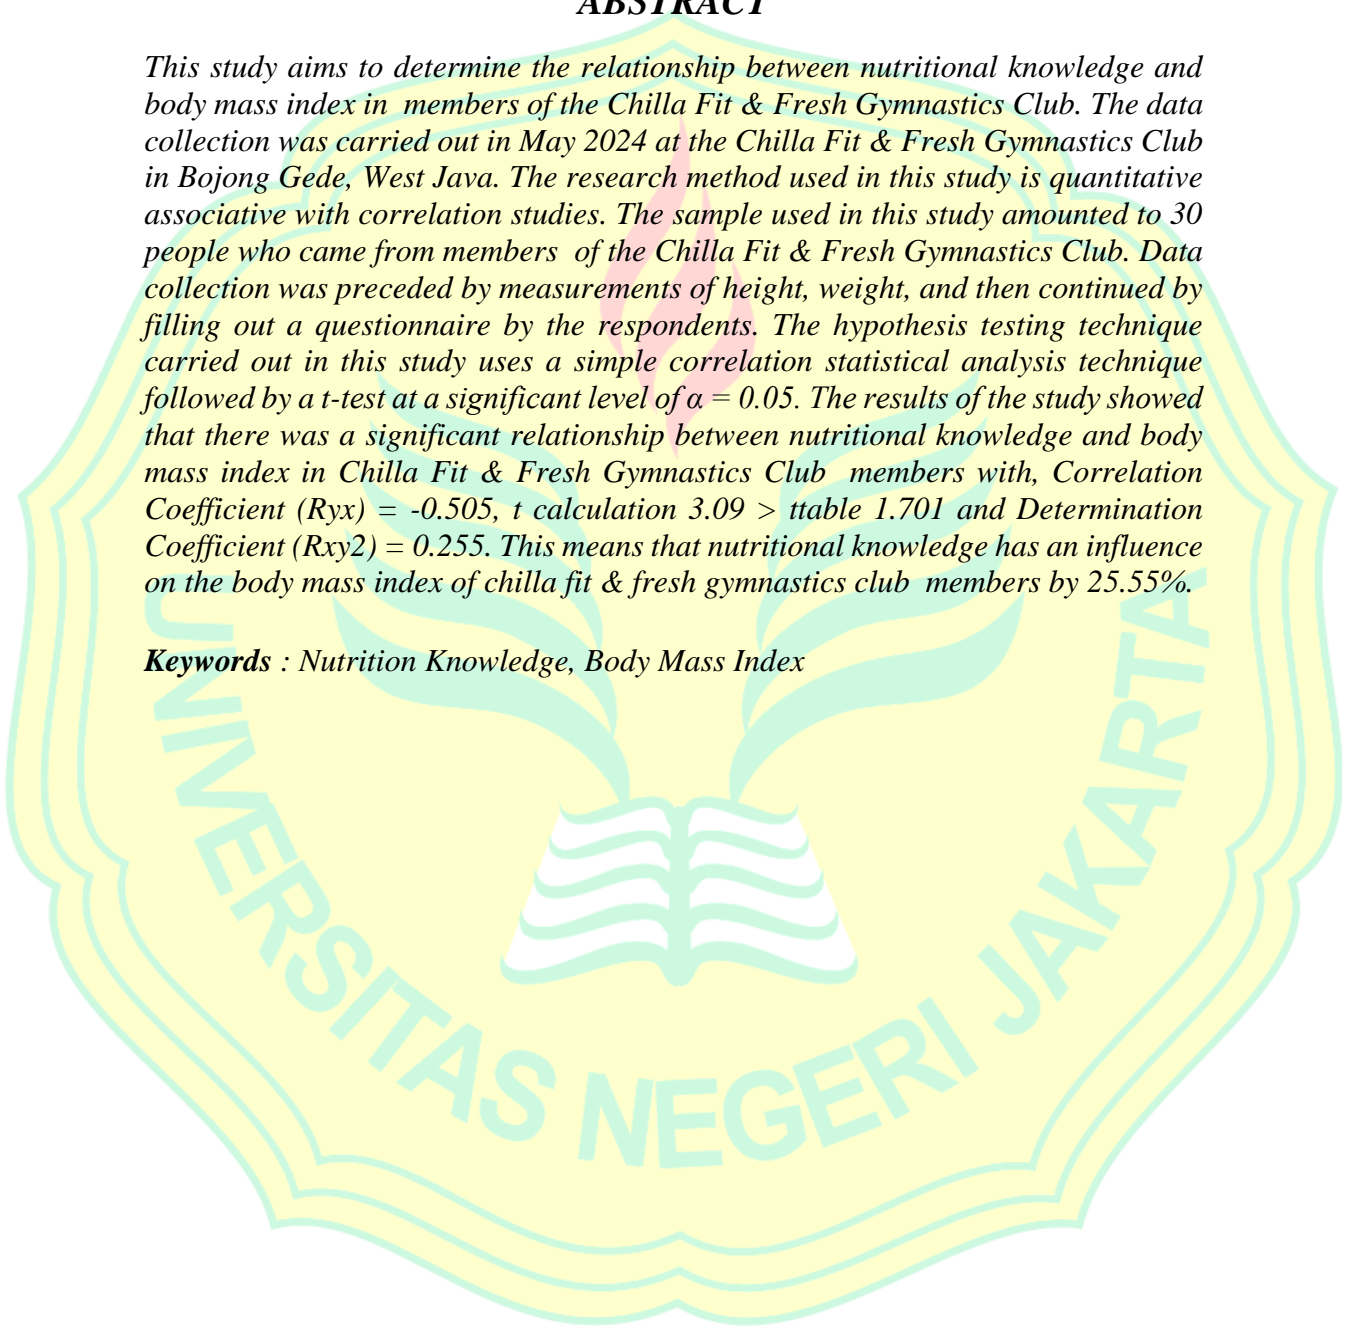 ABSTRACT
This study aims to determine the relationship between nutritional knowledge and
body mass index in members of the Chilla Fit & Fresh Gymnastics Club. The data
collection was carried out in May 2024 at the Chilla Fit & Fresh Gymnastics Club
in Bojong Gede, West Java. The research method used in this study is quantitative
associative with correlation studies. The sample used in this study amounted to 30
people who came from members of the Chilla Fit & Fresh Gymnastics Club. Data
collection was preceded by measurements of height, weight, and then continued by
filling out a questionnaire by the respondents. The hypothesis testing technique
carried out in this study uses a simple correlation statistical analysis technique
followed by a t-test at a significant level of α = 0.05. The results of the study showed
that there was a significant relationship between nutritional knowledge and body
mass index in Chilla Fit & Fresh Gymnastics Club members with, Correlation
Coefficient (Ryx) = -0.505, t calculation 3.09 > ttable 1.701 and Determination
Coefficient (Rxy2) = 0.255. This means that nutritional knowledge has an influence
on the body mass index of chilla fit & fresh gymnastics club members by 25.55%.
Keywords : Nutrition Knowledge, Body Mass Index
UNIVERSITAS NEGERI JAKARTA